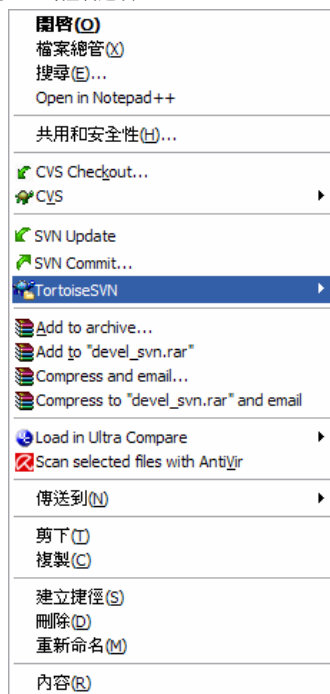 開啓(O)
檔案總管(X)
搜尋(E)...
Open in Notepad++
共用和安全性(H)...
CVS Checkout...
CVS
SVN Update
SVN Commit...
TortoiseSVN
Add to archive...
Add to "devel_svn.rar"
Compress and email...
Compress to "devel_svn.rar" and email
Load in Ultra Compare
Scan selected files with AntiVir
傳送到(N)
剪下(T)
複製(C)
建立捷徑(S)
刪除(D)
重新命名(M)
內容(R)